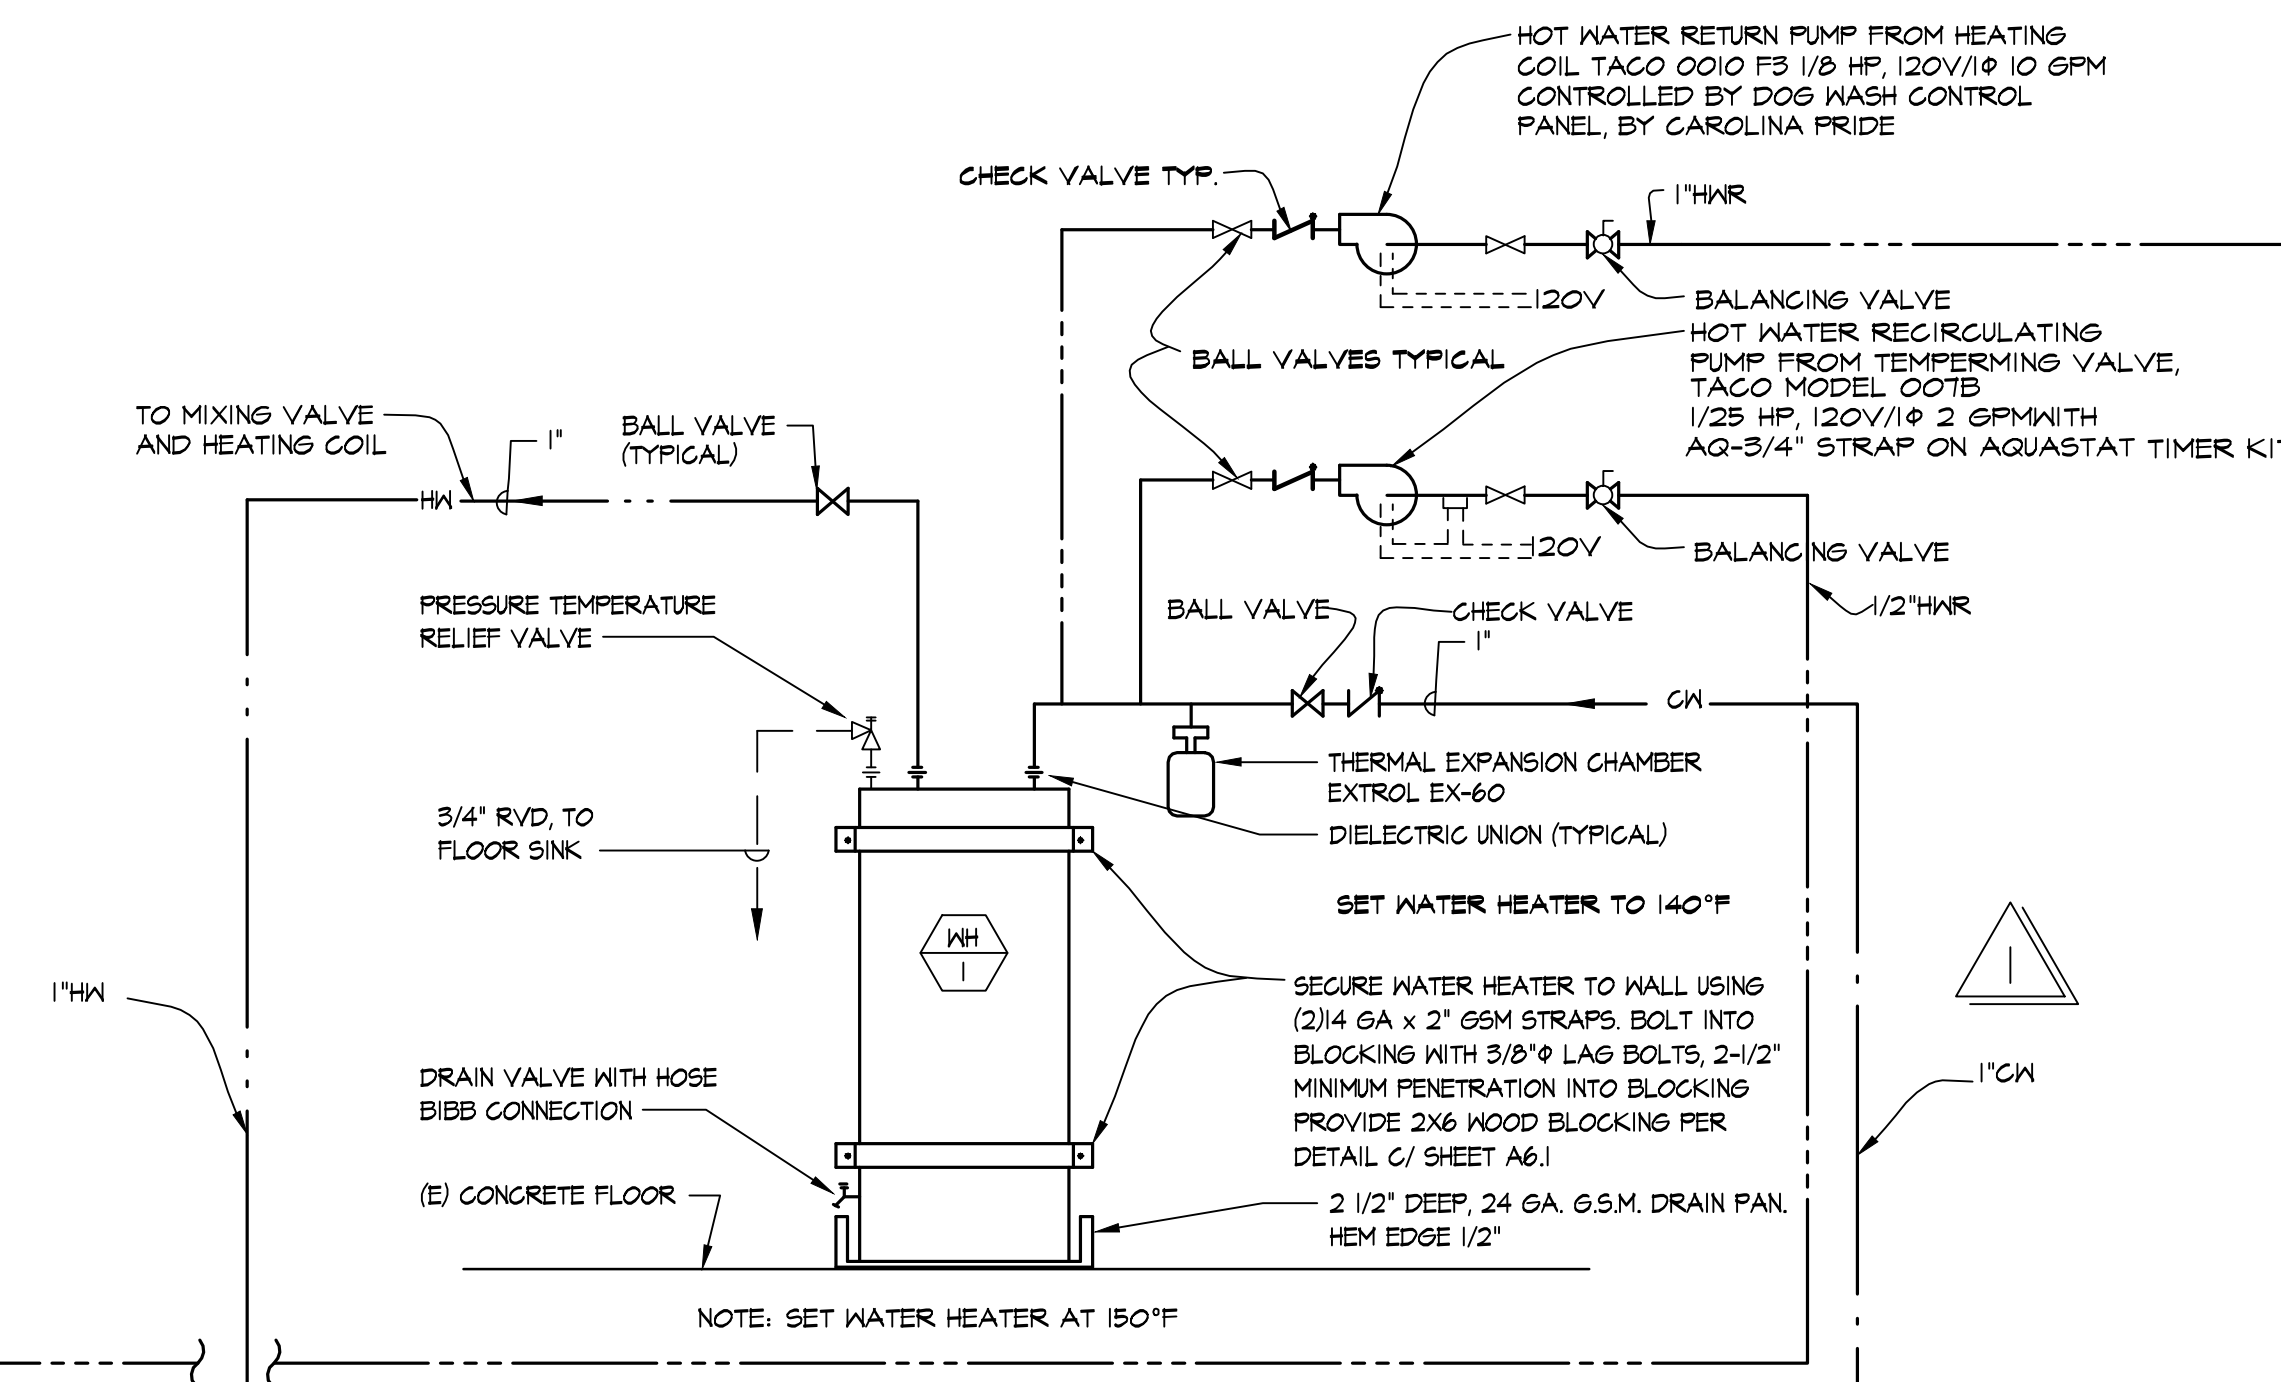 HOT WATER RETURN PUMP FROM HEATING
COIL TACO 0010 F3 1/8 HP, 120V/1Φ 10 GPM
CONTROLLED BY DOG WASH CONTROL
PANEL, BY CAROLINA PRIDE
CHECK VALVE TYP.
1"HWR
120V
BALANCING VALVE
HOT WATER RECIRCULATING
PUMP FROM TEMPERMING VALVE,
TACO MODEL 007B
1/25 HP, 120V/1Φ 2 GPMWITH
AQ-3/4" STRAP ON AQUASTAT TIMER KIT
BALL VALVES TYPICAL
TO MIXING VALVE
AND HEATING COIL
1"
BALL VALVE
(TYPICAL)
HW
120V
BALANCING VALVE
PRESSURE TEMPERATURE
RELIEF VALVE
BALL VALVE
CHECK VALVE
1"
1/2"HWR
CW
THERMAL EXPANSION CHAMBER
EXTROL EX-60
3/4" RVD, TO
FLOOR SINK
DIELECTRIC UNION (TYPICAL)
SET WATER HEATER TO 140°F
WH
1
1
1"HW
SECURE WATER HEATER TO WALL USING
(2)14 GA x 2" GSM STRAPS. BOLT INTO
BLOCKING WITH 3/8"Φ LAG BOLTS, 2-1/2"
MINIMUM PENETRATION INTO BLOCKING
PROVIDE 2X6 WOOD BLOCKING PER
DETAIL C/ SHEET A6.1
1"CW
DRAIN VALVE WITH HOSE
BIBB CONNECTION
(E) CONCRETE FLOOR
2 1/2" DEEP, 24 GA. G.S.M. DRAIN PAN.
HEM EDGE 1/2"
NOTE: SET WATER HEATER AT 150°F